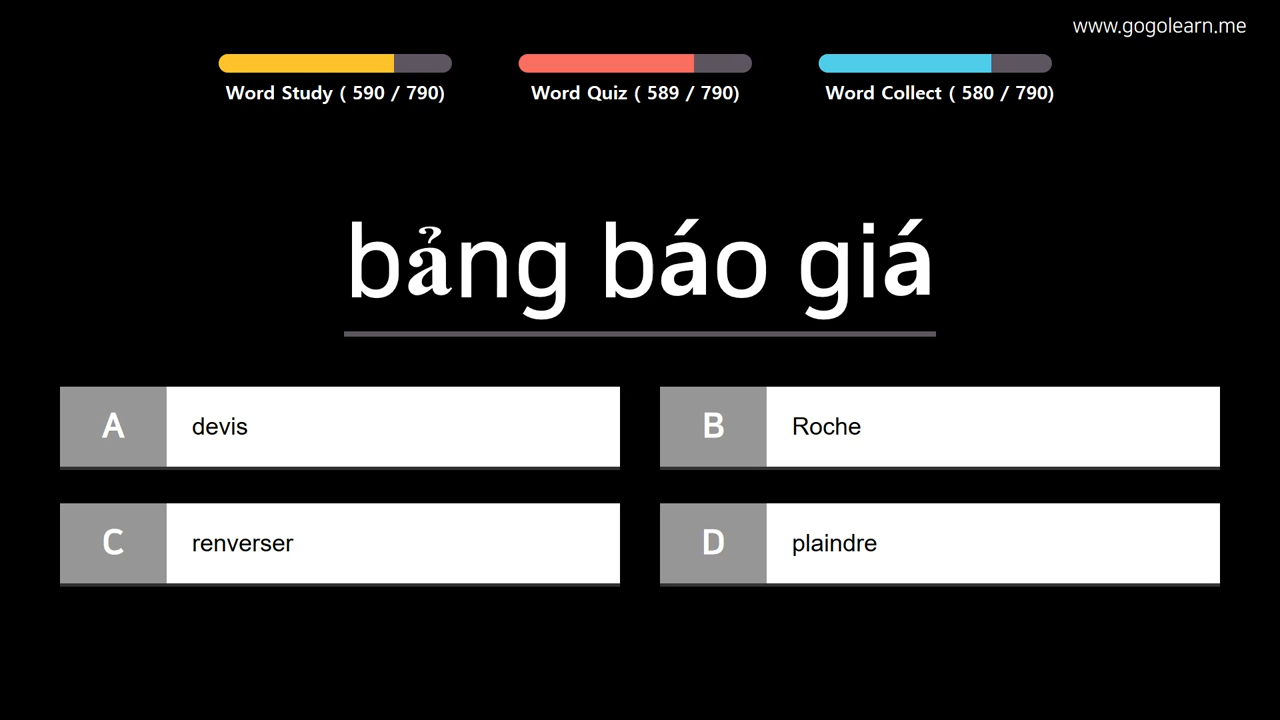 www.gogolearn.me
Word Study ( 590 / 790)
Word Quiz ( 589 / 790)
Word Collect ( 580 / 790)
bảng báo giá
A devis
B Roche
C renverser
D plaindre